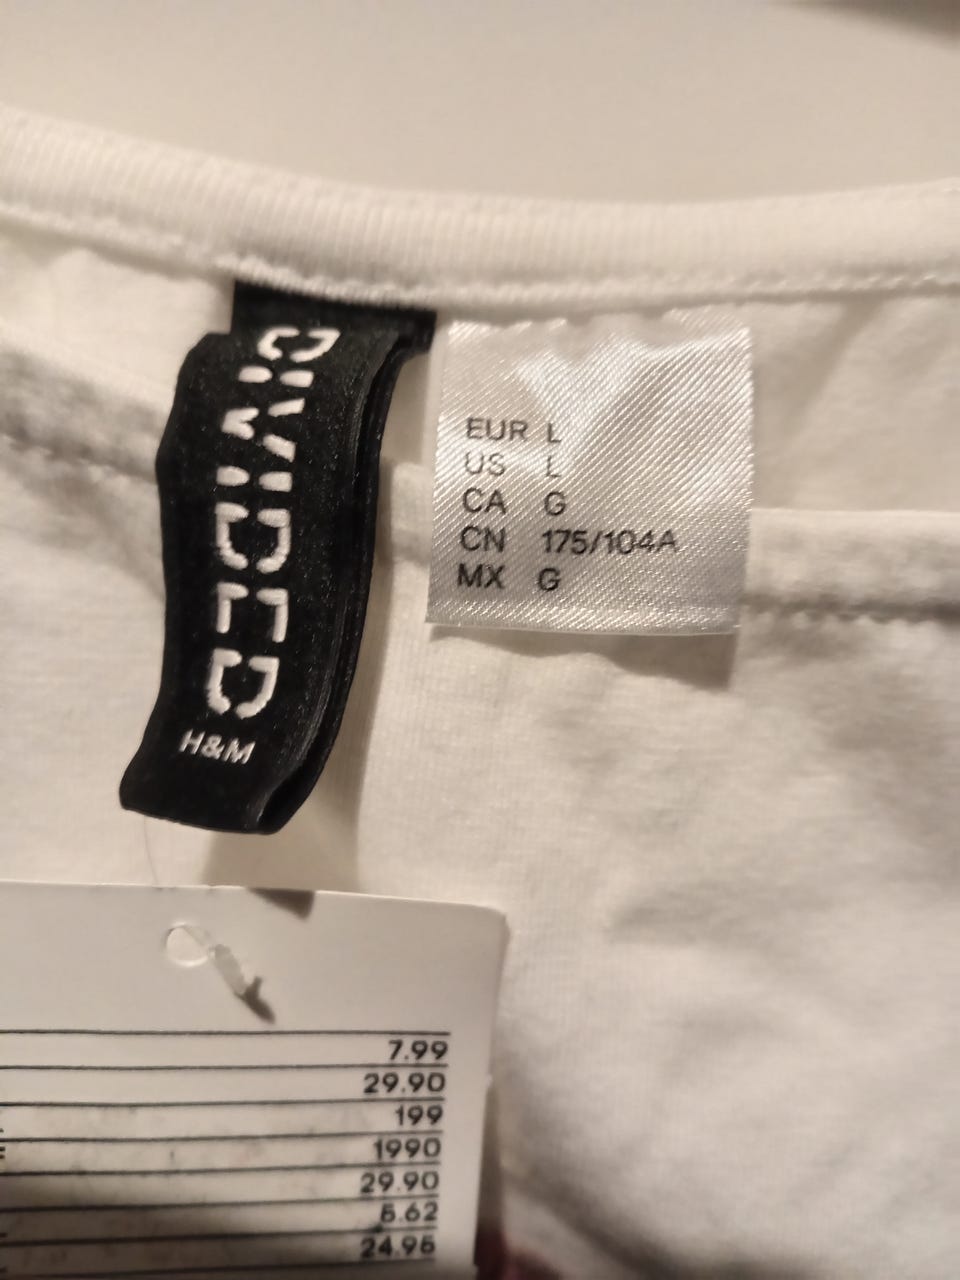 DIVIDED
H&M
EUR L
US L
CA G
CN 175/104A
MX G
7.99
29.90
199
1990
29.90
5.62
24.95